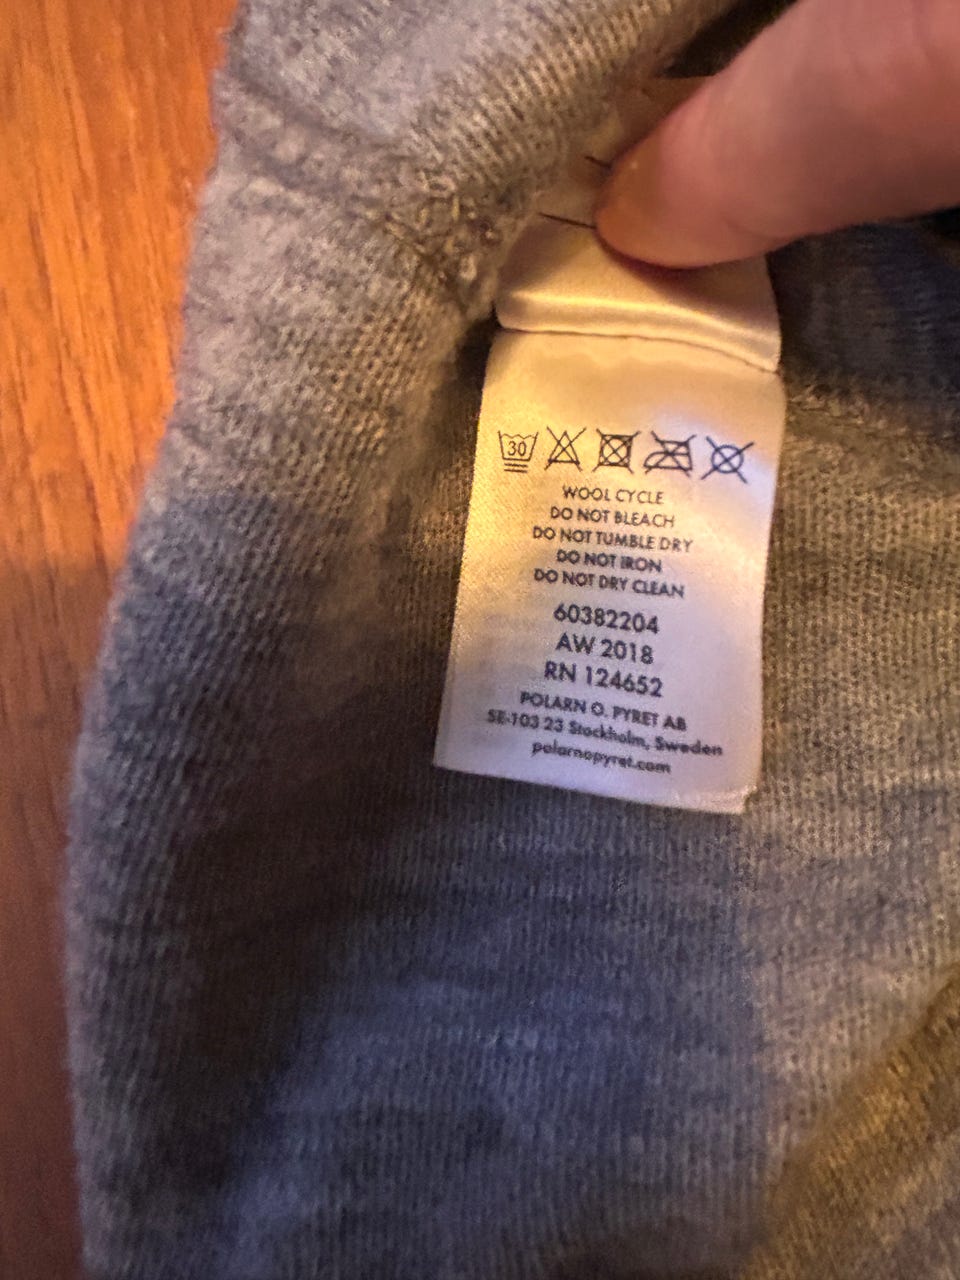 30
WOOL CYCLE
DO NOT BLEACH
DO NOT TUMBLE DRY
DO NOT IRON
DO NOT DRY CLEAN
60382204
AW 2018
RN 124652
POLARN O. PYRET AB
SE-103 23 Stockholm, Sweden
polarnopyret.com